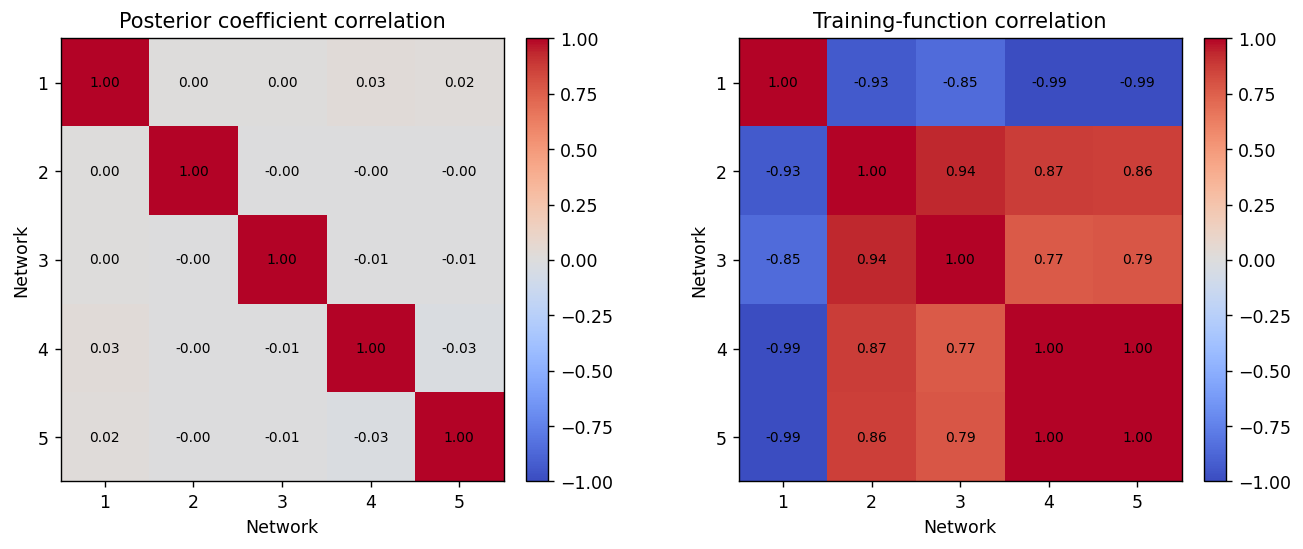 Posterior coefficient correlation
1 1.00 0.00 0.00 0.03 0.02
2 0.00 1.00 -0.00 -0.00 -0.00
3 0.00 -0.00 1.00 -0.01 -0.01
4 0.03 -0.00 -0.01 1.00 -0.03
5 0.02 -0.00 -0.01 -0.03 1.00
1 2 3 4 5
Network
Network
1.00
0.75
0.50
0.25
0.00
−0.25
−0.50
−0.75
−1.00
Training-function correlation
1 1.00 -0.93 -0.85 -0.99 -0.99
2 -0.93 1.00 0.94 0.87 0.86
3 -0.85 0.94 1.00 0.77 0.79
4 -0.99 0.87 0.77 1.00 1.00
5 -0.99 0.86 0.79 1.00 1.00
1 2 3 4 5
Network
Network
1.00
0.75
0.50
0.25
0.00
−0.25
−0.50
−0.75
−1.00